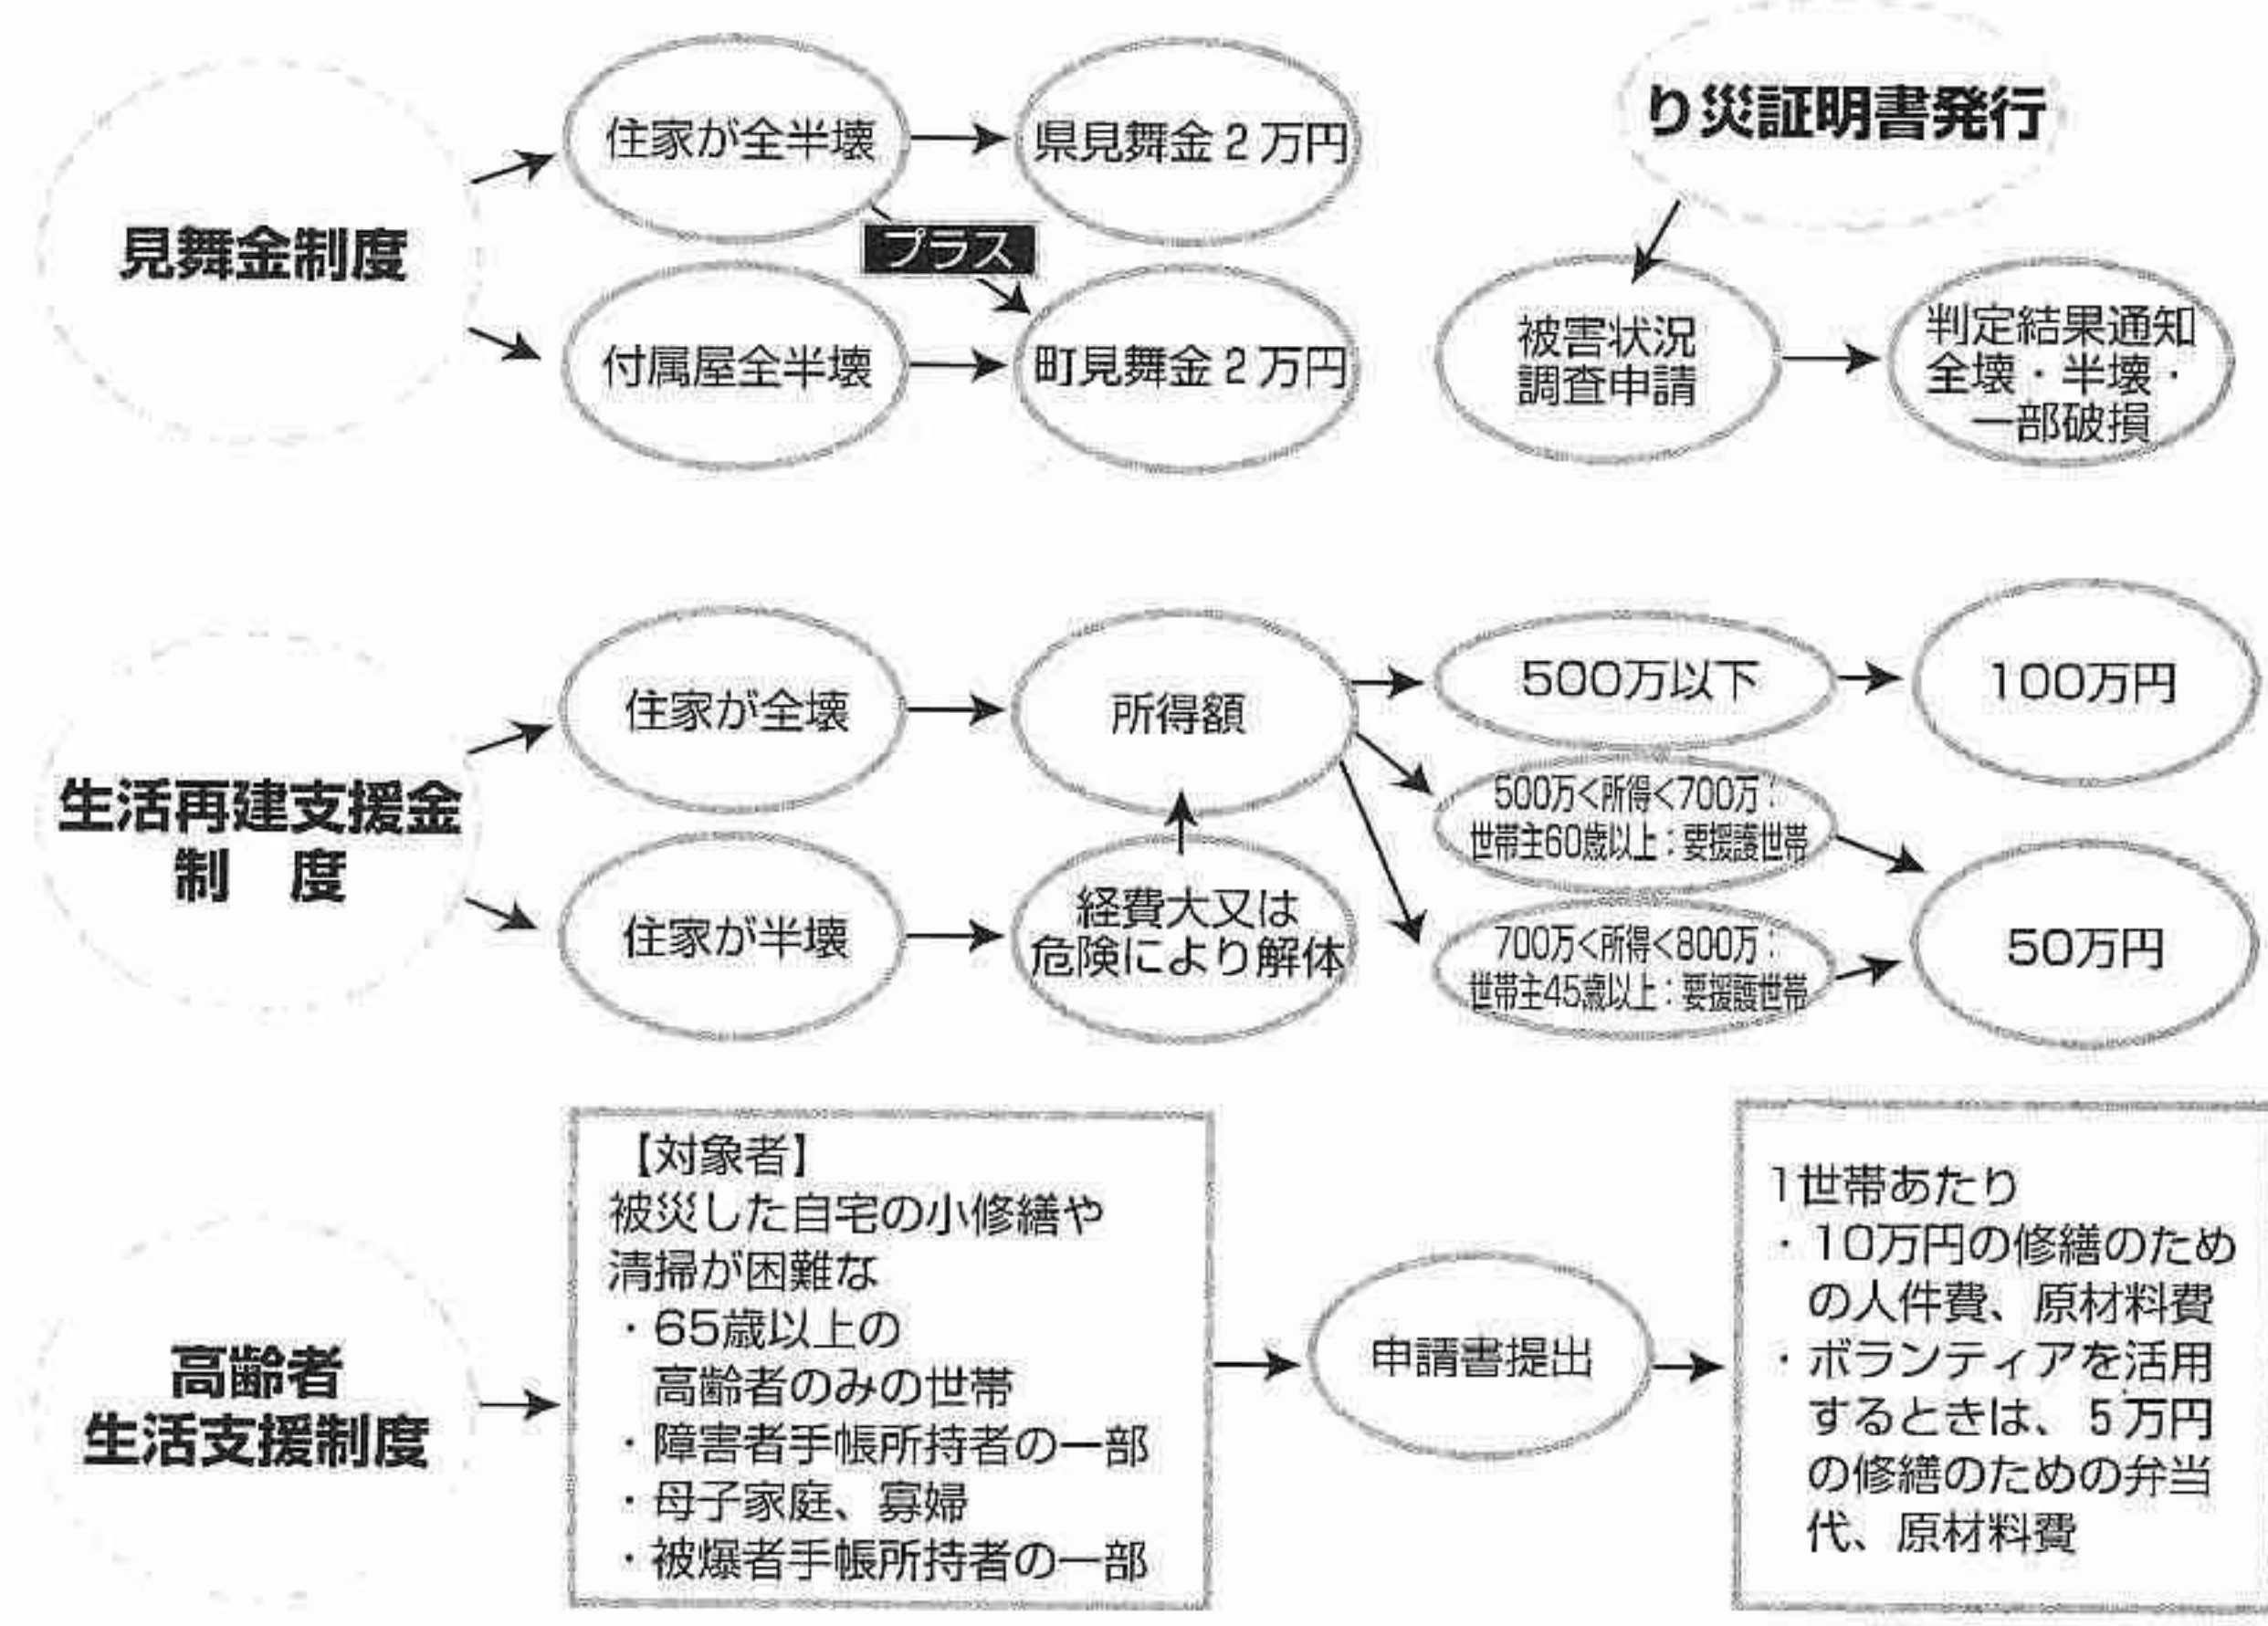 見舞金制度
住家が全半壊
県見舞金2万円
プラス
付属屋全半壊
町見舞金2万円
り災証明書発行
被害状況
調査申請
判定結果通知
全壊・半壊・
一部破損
生活再建支援金
制　度
住家が全壊
所得額
500万以下
100万円
500万<所得<700万：
世帯主60歳以上：要援護世帯
住家が半壊
経費大又は
危険により解体
700万<所得<800万：
世帯主45歳以上：要援護世帯
50万円
高齢者
生活支援制度
【対象者】
被災した自宅の小修繕や
清掃が困難な
・65歳以上の
高齢者のみの世帯
・障害者手帳所持者の一部
・母子家庭、寡婦
・被爆者手帳所持者の一部
申請書提出
1世帯あたり
・10万円の修繕のため
の人件費、原材料費
・ボランティアを活用
するときは、5万円
の修繕のための弁当
代、原材料費